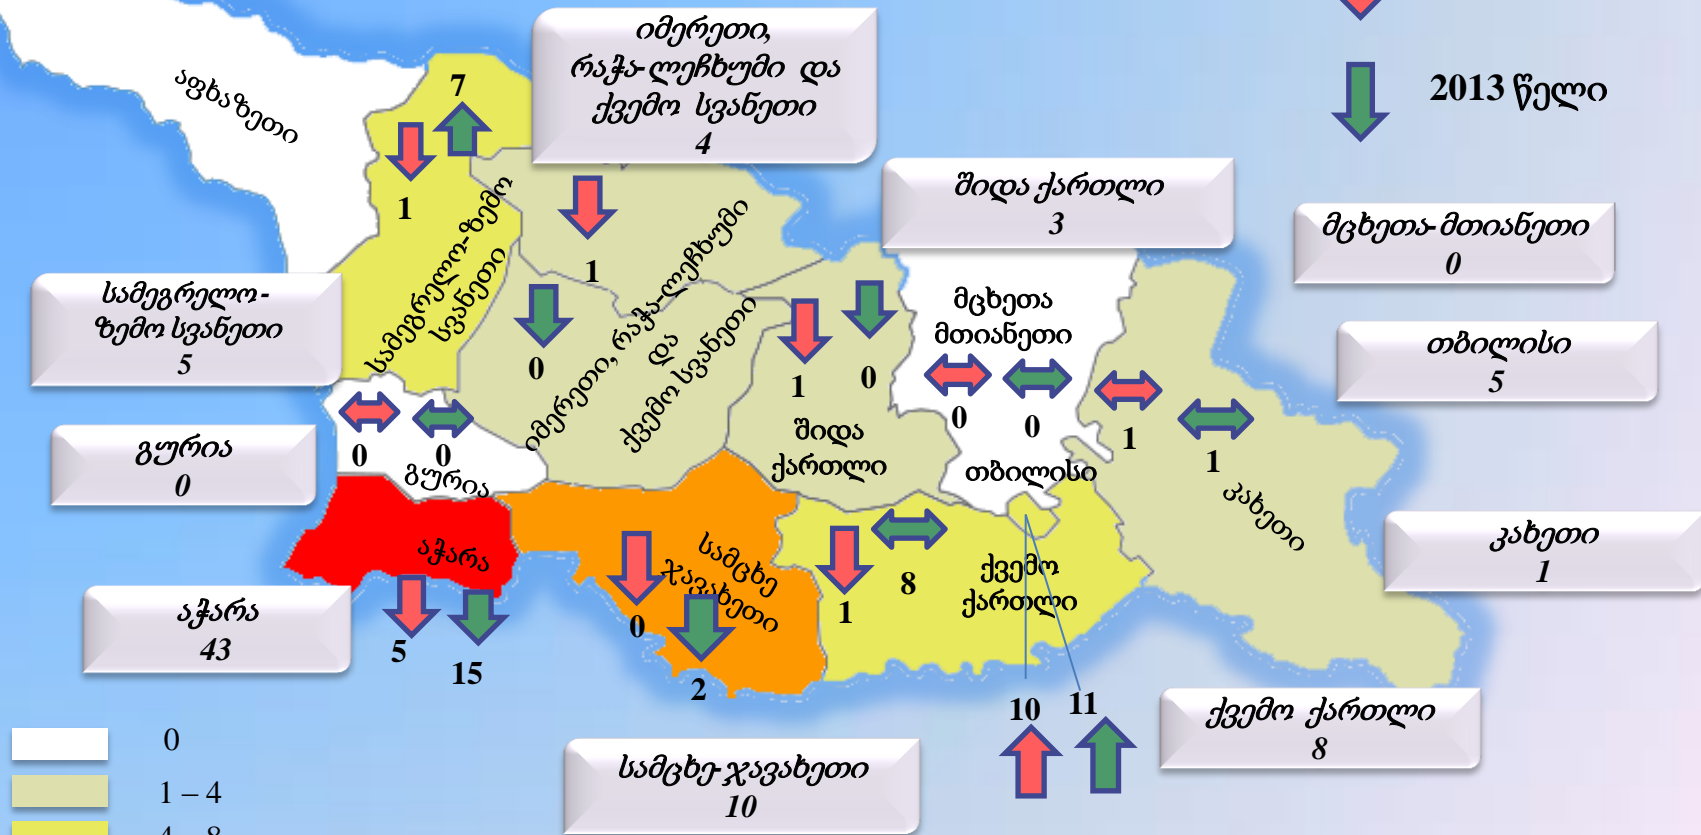 იმერეთი,
რაჭა-ლეჩხუმი და
ქვემო სვანეთი
4
2013 წელი
აფხაზეთი
7
1
შიდა ქართლი
3
მცხეთა-მთიანეთი
0
სამეგრელო-
ზემო სვანეთი
5
სამეგრელო-ზემო
სვანეთი
1
0
იმერეთი, რაჭა-ლეჩხუმი
და
ქვემო სვანეთი
1
0
შიდა
ქართლი
მცხეთა
მთიანეთი
0
0
თბილისი
თბილისი
5
1
1
კახეთი
გურია
0
0
0
გურია
კახეთი
1
აჭარა
აჭარა
43
5
15
სამცხე
ჯავახეთი
0
2
1
8
ქვემო
ქართლი
10
11
ქვემო ქართლი
8
სამცხე-ჯავახეთი
10
0
1 – 4
4 – 8